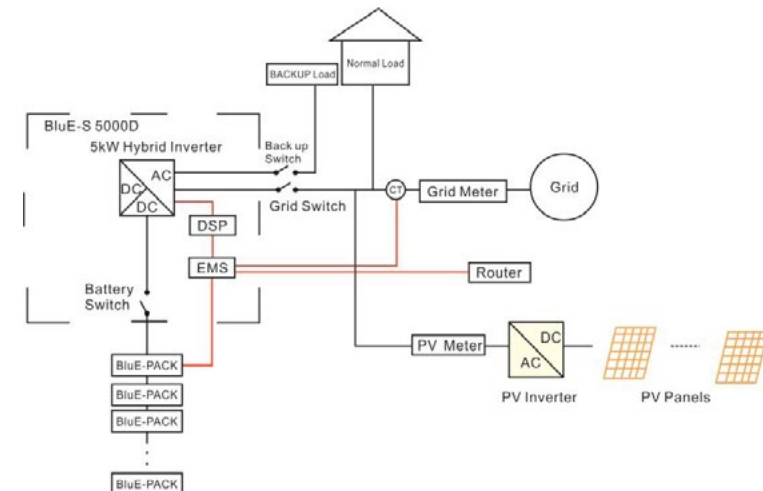 BACKUP Load
Normal Load
BluE-S 5000D
5kW Hybrid Inverter
AC
DC
DC
Back up
Switch
Grid Switch
CT
Grid Meter
Grid
DSP
EMS
Router
Battery
Switch
BluE-PACK
BluE-PACK
BluE-PACK
BluE-PACK
PV Meter
DC
AC
PV Inverter
PV Panels